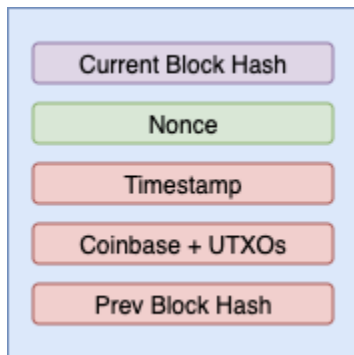 Current Block Hash
Nonce
Timestamp
Coinbase + UTXOs
Prev Block Hash